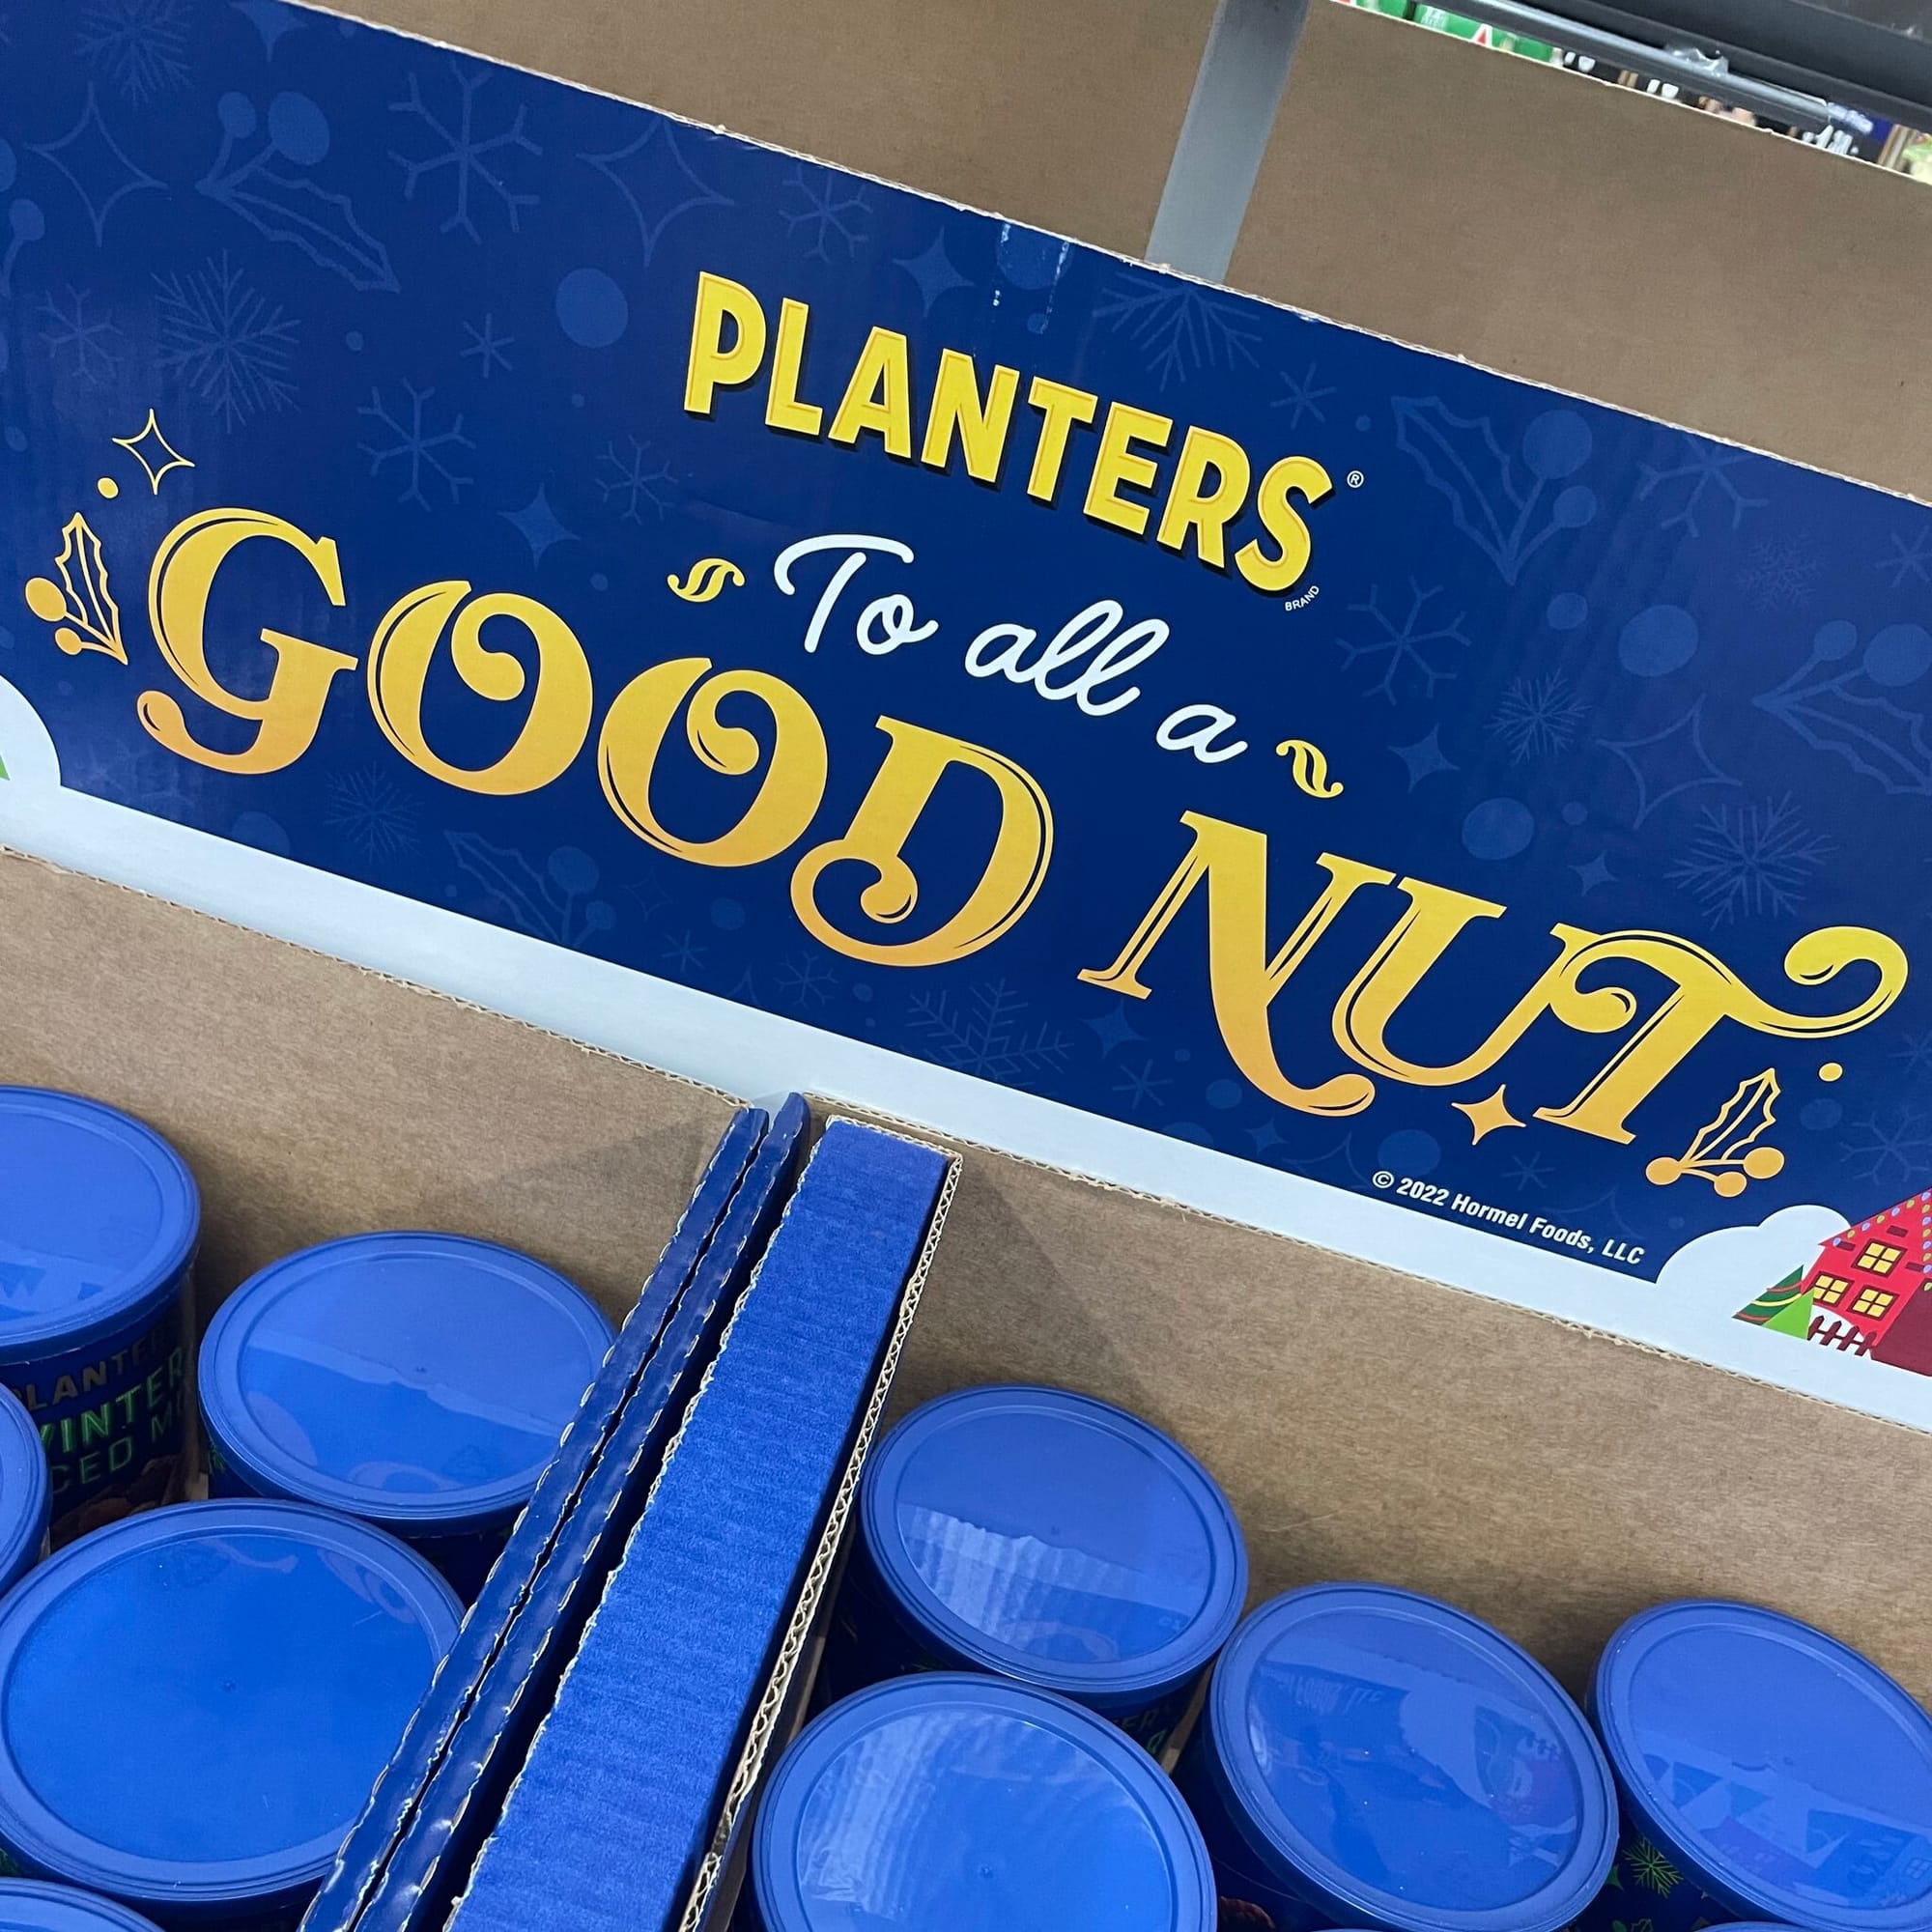 PLANTERS®
BRAND
To all a
GOOD NUT
© 2022 Hormel Foods, LLC